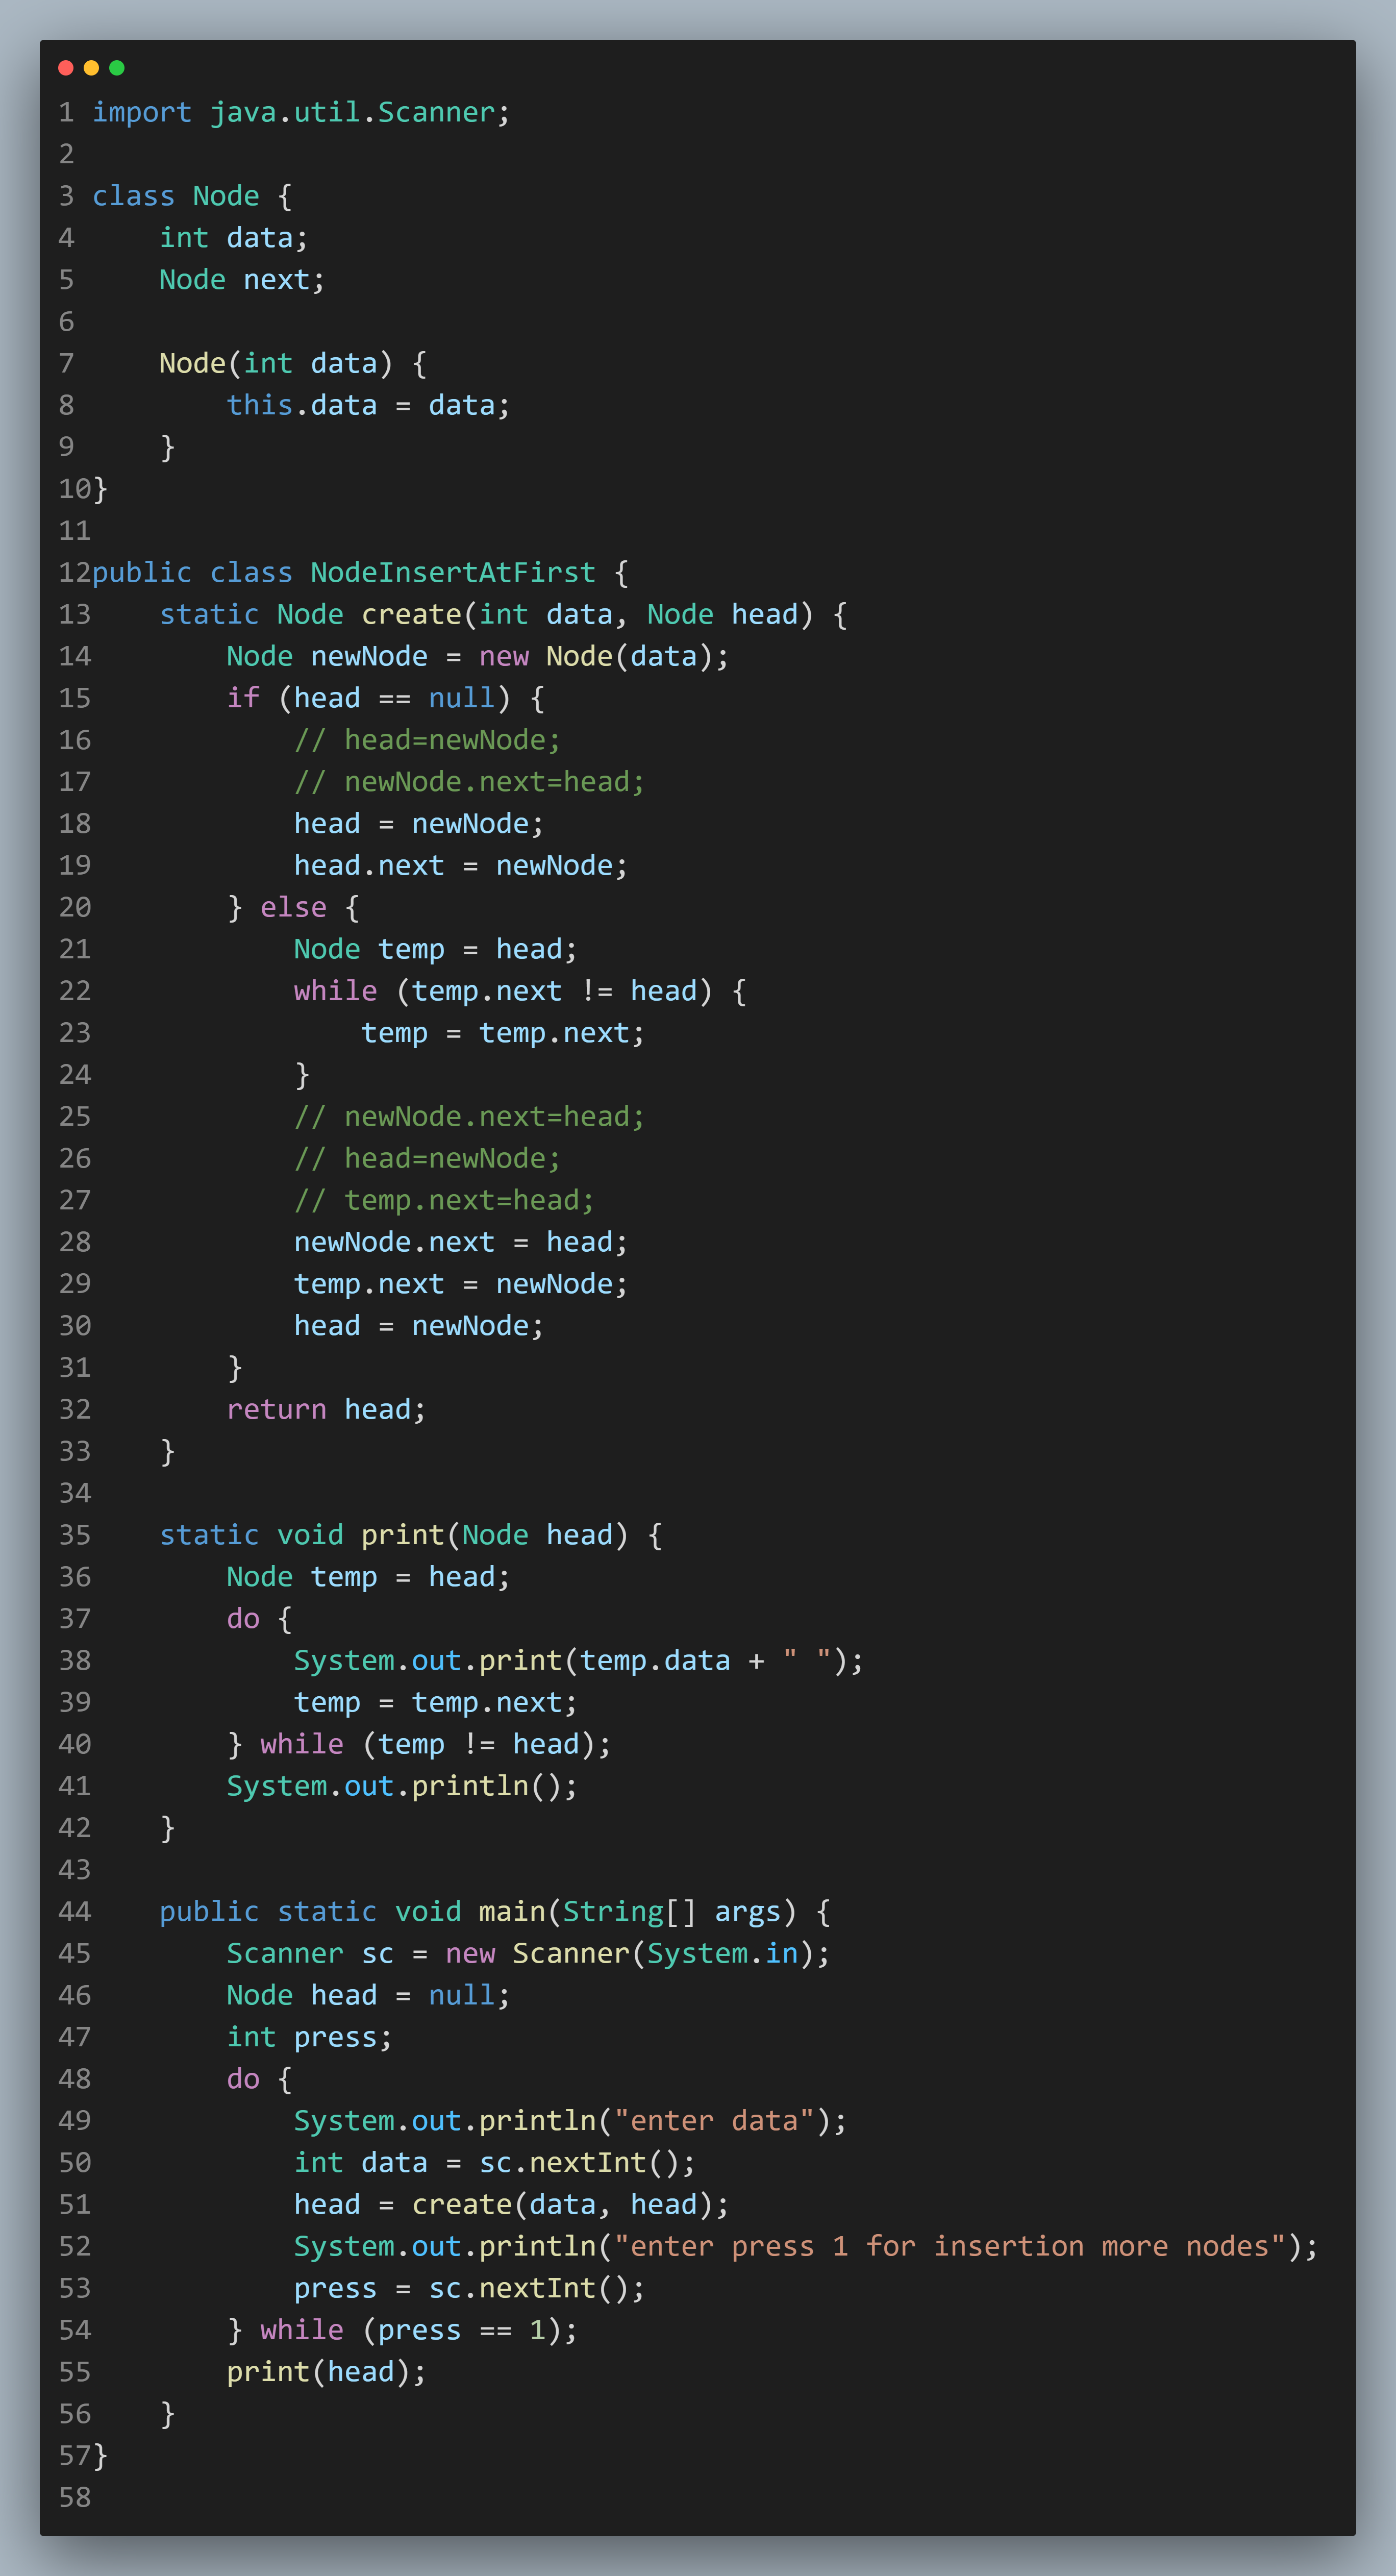 1 import java.util.Scanner;
2
3 class Node {
4     int data;
5     Node next;
6
7     Node(int data) {
8         this.data = data;
9     }
10}
11
12public class NodeInsertAtFirst {
13    static Node create(int data, Node head) {
14        Node newNode = new Node(data);
15        if (head == null) {
16            // head=newNode;
17            // newNode.next=head;
18            head = newNode;
19            head.next = newNode;
20        } else {
21            Node temp = head;
22            while (temp.next != head) {
23                temp = temp.next;
24            }
25            // newNode.next=head;
26            // head=newNode;
27            // temp.next=head;
28            newNode.next = head;
29            temp.next = newNode;
30            head = newNode;
31        }
32        return head;
33    }
34
35    static void print(Node head) {
36        Node temp = head;
37        do {
38            System.out.print(temp.data + " ");
39            temp = temp.next;
40        } while (temp != head);
41        System.out.println();
42    }
43
44    public static void main(String[] args) {
45        Scanner sc = new Scanner(System.in);
46        Node head = null;
47        int press;
48        do {
49            System.out.println("enter data");
50            int data = sc.nextInt();
51            head = create(data, head);
52            System.out.println("enter press 1 for insertion more nodes");
53            press = sc.nextInt();
54        } while (press == 1);
55        print(head);
56    }
57}
58